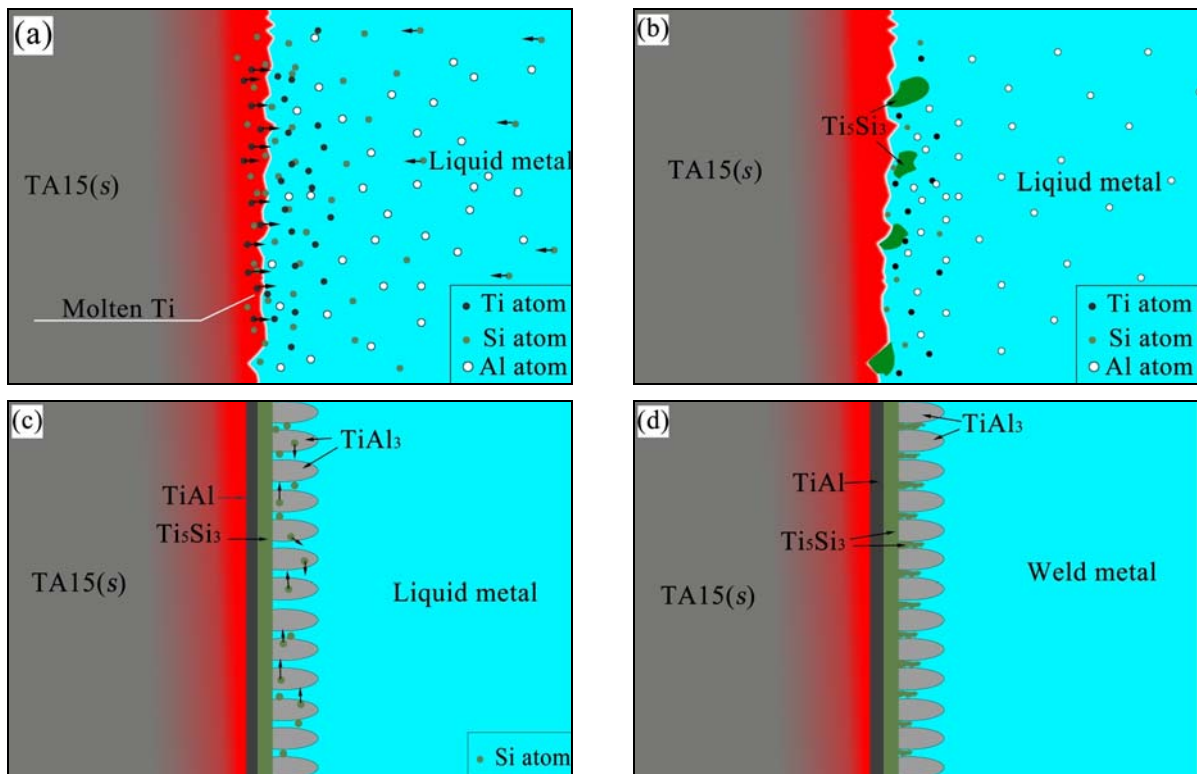 (a)
TA15(s)
Liquid metal
Molten Ti
Ti atom
Si atom
Al atom
(b)
Ti₅Si₃
TA15(s)
Liqiud metal
Ti atom
Si atom
Al atom
(c)
TiAl₃
TiAl
Ti₅Si₃
TA15(s)
Liquid metal
Si atom
(d)
TiAl₃
TiAl
Ti₅Si₃
TA15(s)
Weld metal